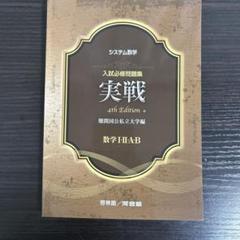 システム数学
入試必修問題集
実戦
4th Edition
難関国公私立大学編
数学I・II・A・B
啓林館／河合塾